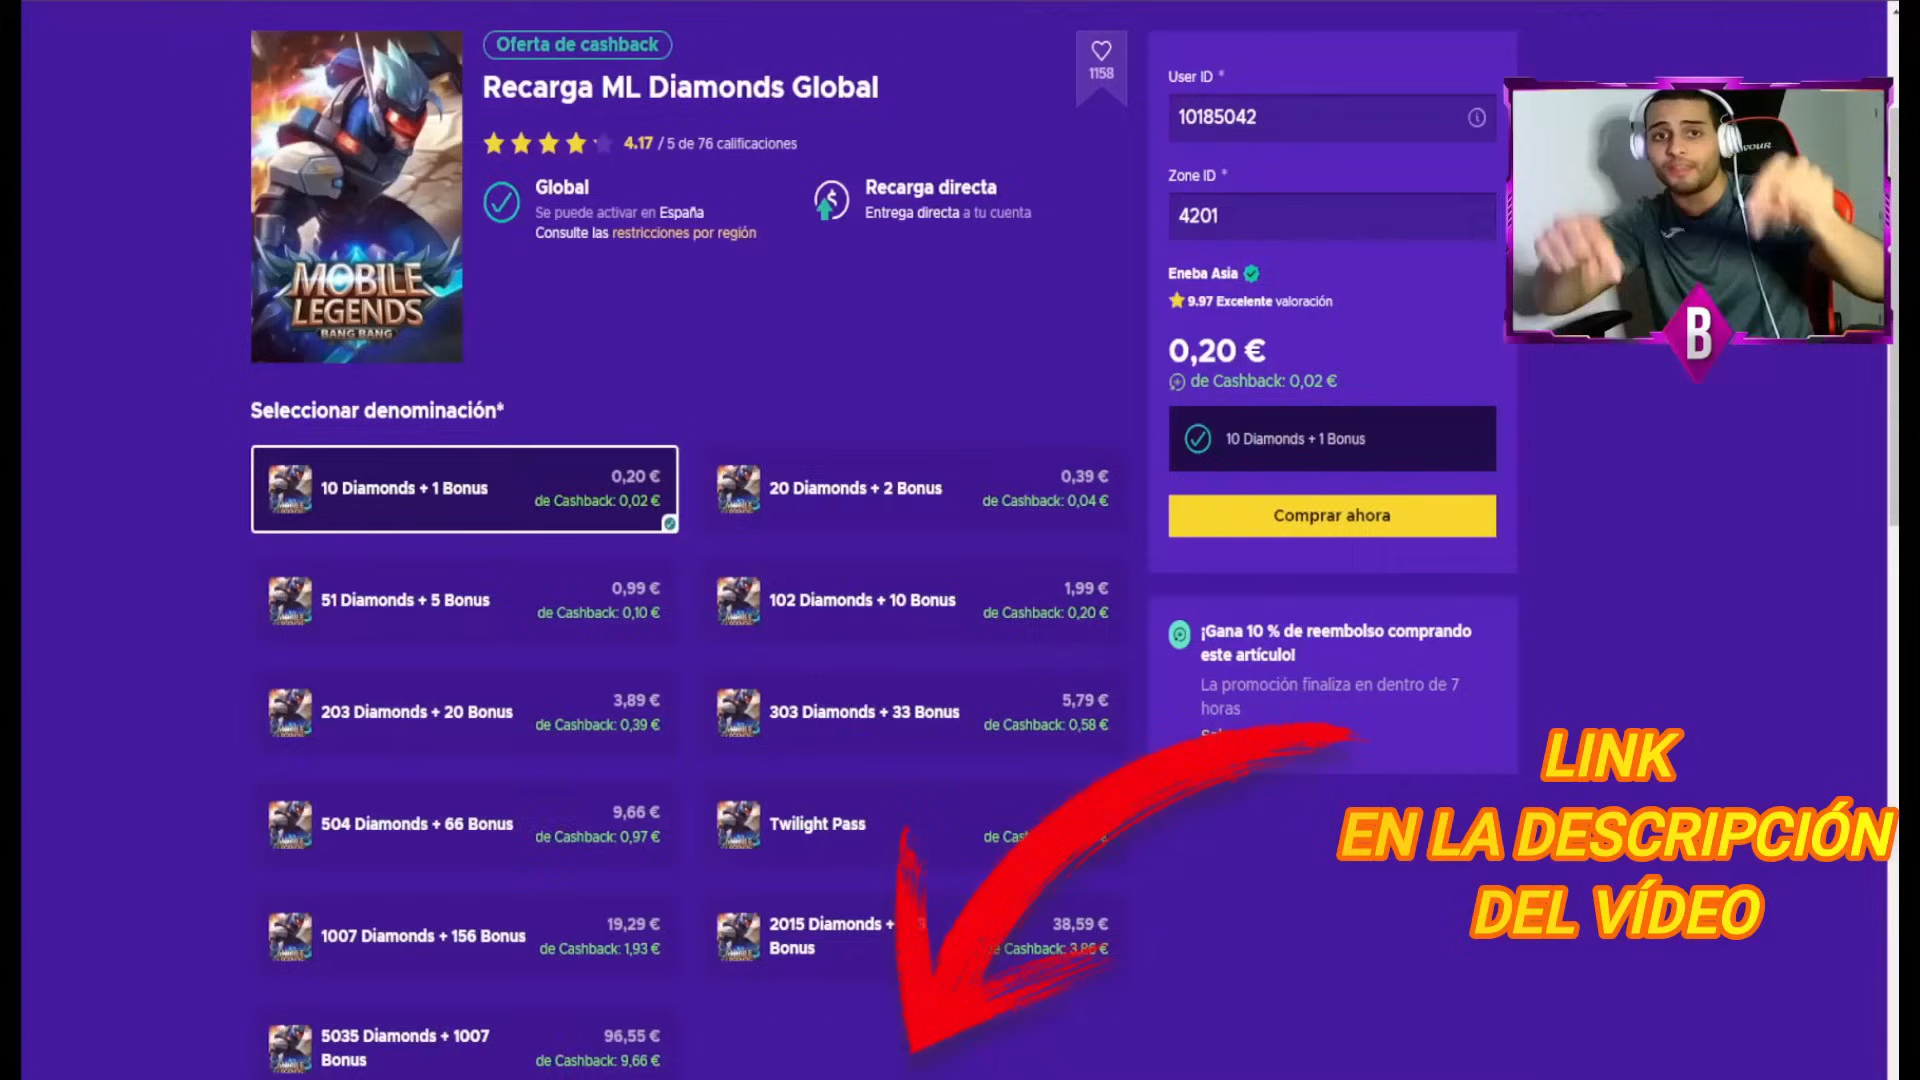 Oferta de cashback
Recarga ML Diamonds Global
4.17 / 5 de 76 calificaciones
1158
Global
Se puede activar en España
Consulte las restricciones por región
Recarga directa
Entrega directa a tu cuenta
MOBILE
LEGENDS
BANG BANG
Seleccionar denominación*
10 Diamonds + 1 Bonus
0,20 €
de Cashback: 0,02 €
20 Diamonds + 2 Bonus
0,39 €
de Cashback: 0,04 €
51 Diamonds + 5 Bonus
0,99 €
de Cashback: 0,10 €
102 Diamonds + 10 Bonus
1,99 €
de Cashback: 0,20 €
203 Diamonds + 20 Bonus
3,89 €
de Cashback: 0,39 €
303 Diamonds + 33 Bonus
5,79 €
de Cashback: 0,58 €
504 Diamonds + 66 Bonus
9,66 €
de Cashback: 0,97 €
Twilight Pass
de
1007 Diamonds + 156 Bonus
19,29 €
de Cashback: 1,93 €
2015 Diamonds +
Bonus
38,59 €
Cashback: 3,86 €
5035 Diamonds + 1007
Bonus
96,55 €
de Cashback: 9,66 €
User ID *
10185042
Zone ID *
4201
Eneba Asia
9.97 Excelente valoración
0,20 €
de Cashback: 0,02 €
10 Diamonds + 1 Bonus
Comprar ahora
¡Gana 10 % de reembolso comprando
este artículo!
La promoción finaliza en dentro de 7
horas
B
LINK
EN LA DESCRIPCIÓN
DEL VÍDEO